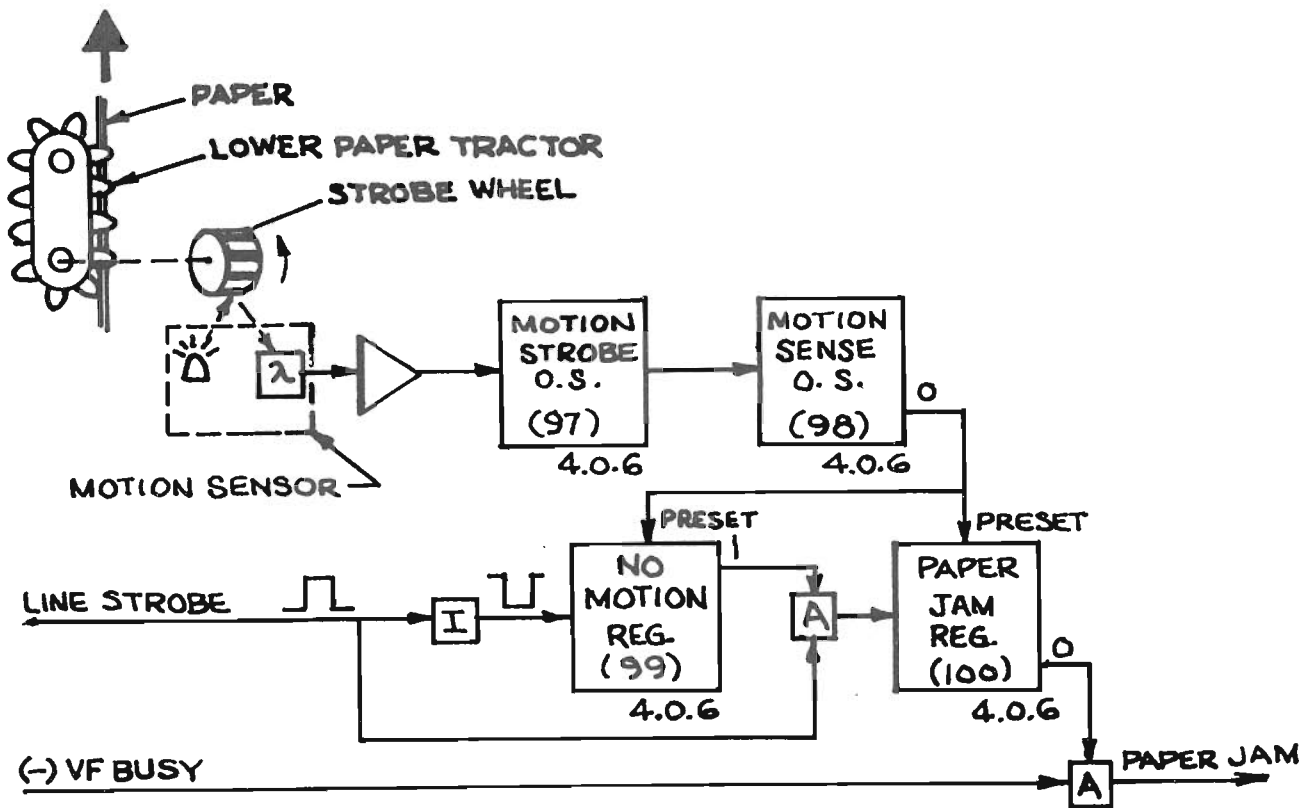 PAPER
LOWER PAPER TRACTOR
STROBE WHEEL
λ
MOTION SENSOR
MOTION
STROBE
O.S.
(97)
4.0.6
MOTION
SENSE
O.S.
(98)
0
4.0.6
PRESET
1
PRESET
LINE STROBE
I
NO
MOTION
REG.
(99)
4.0.6
A
PAPER
JAM
REG.
(100)
0
4.0.6
(-) VF BUSY
A
PAPER JAM